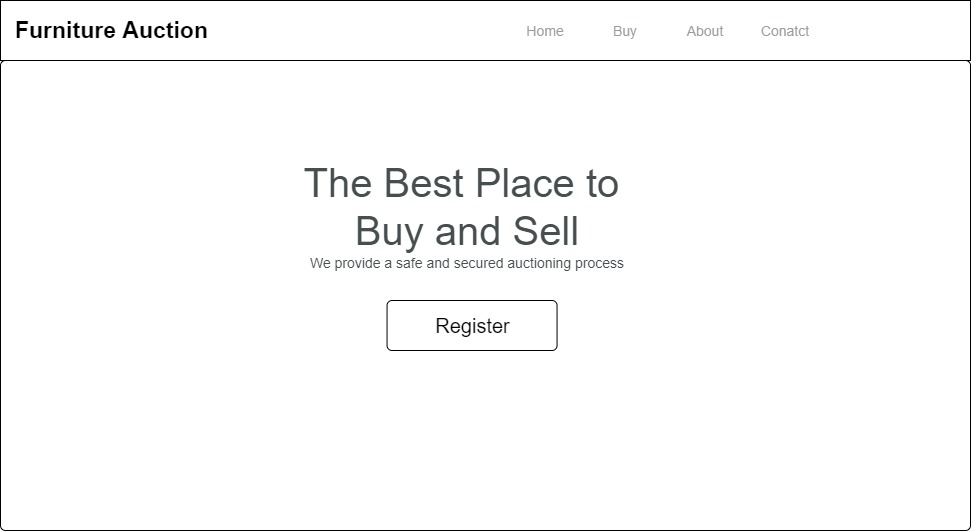 Furniture Auction
Home Buy About Conatct
The Best Place to
Buy and Sell
We provide a safe and secured auctioning process
Register